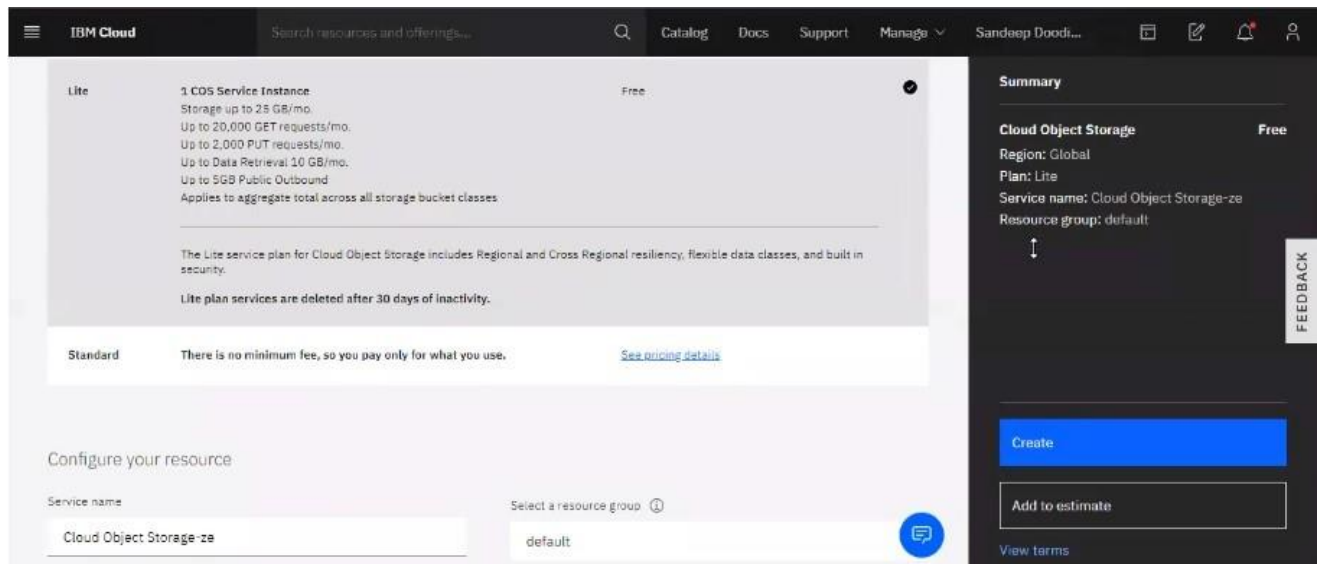 IBM Cloud
Search resources and offerings...
Catalog
Docs
Support
Manage
Sandeep Doodi...
Lite
1 COS Service Instance
Free
Storage up to 25 GB/mo.
Up to 20,000 GET requests/mo.
Up to 2,000 PUT requests/mo.
Up to Data Retrieval 10 GB/mo.
Up to 5GB Public Outbound
Applies to aggregate total across all storage bucket classes
The Lite service plan for Cloud Object Storage includes Regional and Cross Regional resiliency, flexible data classes, and built in
security.
Lite plan services are deleted after 30 days of inactivity.
Standard
There is no minimum fee, so you pay only for what you use.
See pricing details
Configure your resource
Service name
Cloud Object Storage-ze
Select a resource group
default
Summary
Cloud Object Storage
Free
Region: Global
Plan: Lite
Service name: Cloud Object Storage-ze
Resource group: default
FEEDBACK
Create
Add to estimate
View terms